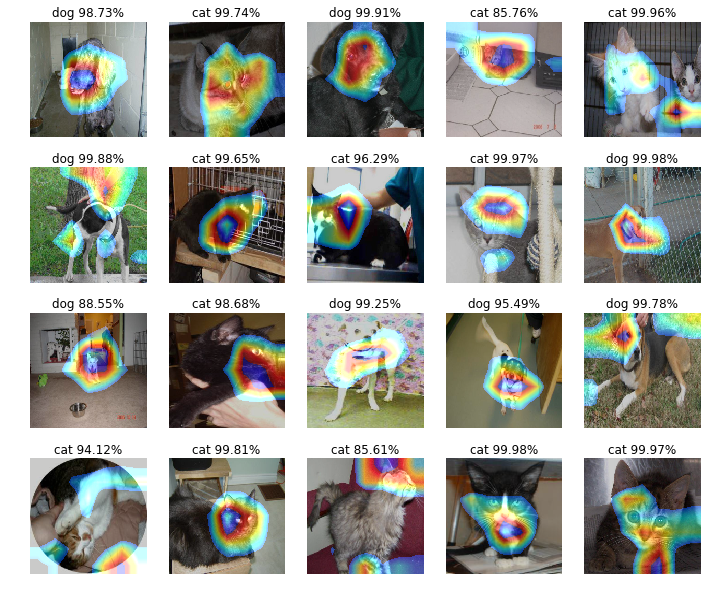 dog 98.73%
cat 99.74%
dog 99.91%
cat 85.76%
cat 99.96%
dog 99.88%
cat 99.65%
cat 96.29%
cat 99.97%
dog 99.98%
dog 88.55%
cat 98.68%
dog 99.25%
dog 95.49%
dog 99.78%
cat 94.12%
cat 99.81%
cat 85.61%
cat 99.98%
cat 99.97%